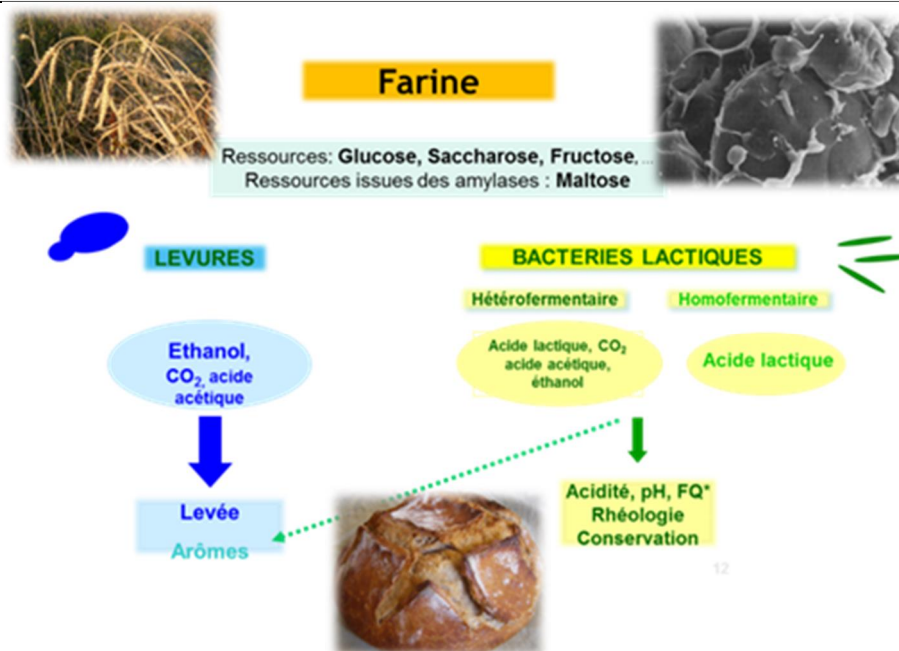 Farine
Ressources: Glucose, Saccharose, Fructose, ...
Ressources issues des amylases : Maltose
LEVURES
BACTERIES LACTIQUES
Hétérofermentaire
Homofermentaire
Ethanol,
CO₂, acide
acétique
Acide lactique, CO₂
acide acétique,
éthanol
Acide lactique
Levée
Arômes
Acidité, pH, FQ*
Rhéologie
Conservation
12